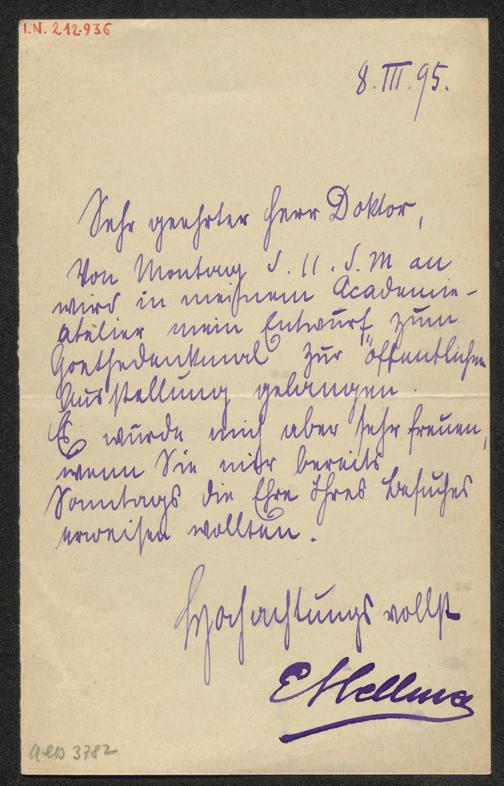 I.N. 212.936
8. III. 95.
Sehr geehrter Herr Doktor,
Von Montag d. 11. d. M an
wird in meinem Academie-
atelier mein Entwurf zum
Goethedenkmal zur öffentlichen
Ausstellung gelangen.
Es würde mich aber sehr freuen,
wenn Sie mir bereits
Sonntags die Ehre Ihres Besuches
erweisen wollten.
Hochachtungsvollst
EHellmer
3782